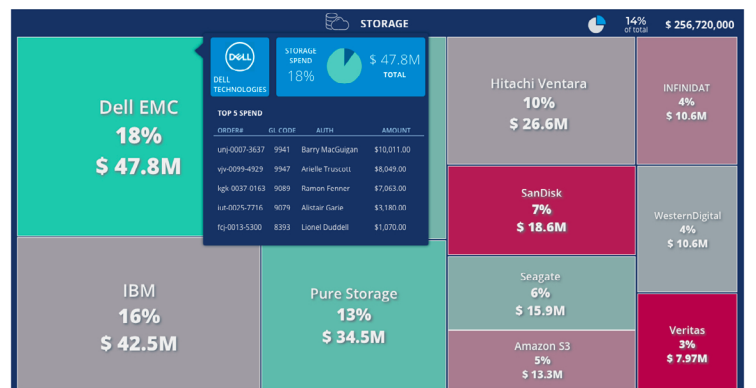 STORAGE
14%
of total
$ 256,720,000
Dell EMC
18%
$ 47.8M
DELL
DELL
TECHNOLOGIES
STORAGE
SPEND
18%
$ 47.8M
TOTAL
TOP 5 SPEND
ORDER# GL CODE AUTH AMOUNT
unj-0007-3637 9941 Barry MacGuigan $10,011.00
vjv-0099-4929 9947 Arielle Truscott $8,049.00
kgk-0037-0163 9089 Ramon Fenner $7,063.00
iut-0025-7716 9079 Alistair Garie $3,180.00
fcj-0013-5300 8393 Lionel Duddell $1,070.00
Hitachi Ventara
10%
$ 26.6M
INFINIDAT
4%
$ 10.6M
SanDisk
7%
$ 18.6M
WesternDigital
4%
$ 10.6M
IBM
16%
$ 42.5M
Pure Storage
13%
$ 34.5M
Seagate
6%
$ 15.9M
Amazon S3
5%
$ 13.3M
Veritas
3%
$ 7.97M